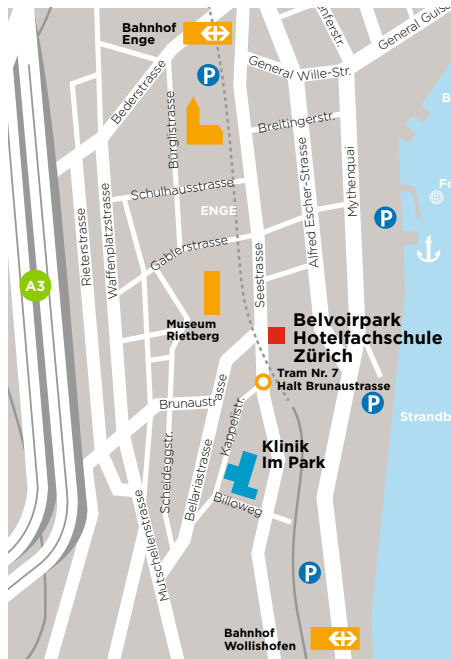 Bahnhof
Enge
P
enferstr.
General Guisa
General Wille-Str.
Bederstrasse
Bürglistrasse
Breitingerstr.
Schulhausstrasse
ENGE
Alfred Escher-Strasse
Mythenquai
P
Rieterstrasse
Waffenplatzstrasse
Gablerstrasse
Seestrasse
A3
Museum
Rietberg
Belvoirpark
Hotelfachschule
Zürich
Tram Nr. 7
Halt Brunaustrasse
Brunaustrasse
P
Strandb
Kappelistr.
Klinik
Im Park
Scheideggstr.
Bellariastrasse
Billoweg
Mutschellenstrasse
P
Bahnhof
Wollishofen